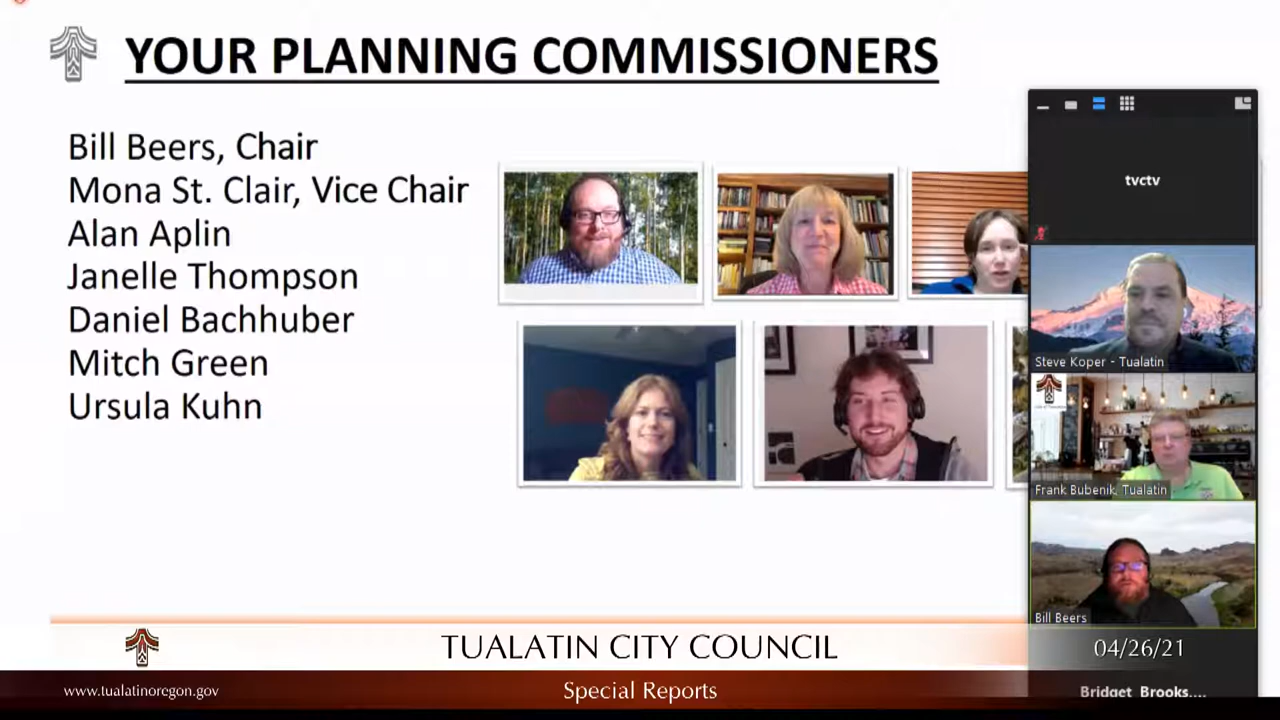 YOUR PLANNING COMMISSIONERS
Bill Beers, Chair
Mona St. Clair, Vice Chair
Alan Aplin
Janelle Thompson
Daniel Bachhuber
Mitch Green
Ursula Kuhn
tvctv
Steve Koper - Tualatin
Frank Bubenik, Tualatin
Bill Beers
TUALATIN CITY COUNCIL
04/26/21
www.tualatinoregon.gov
Special Reports
Bridget Brooks....